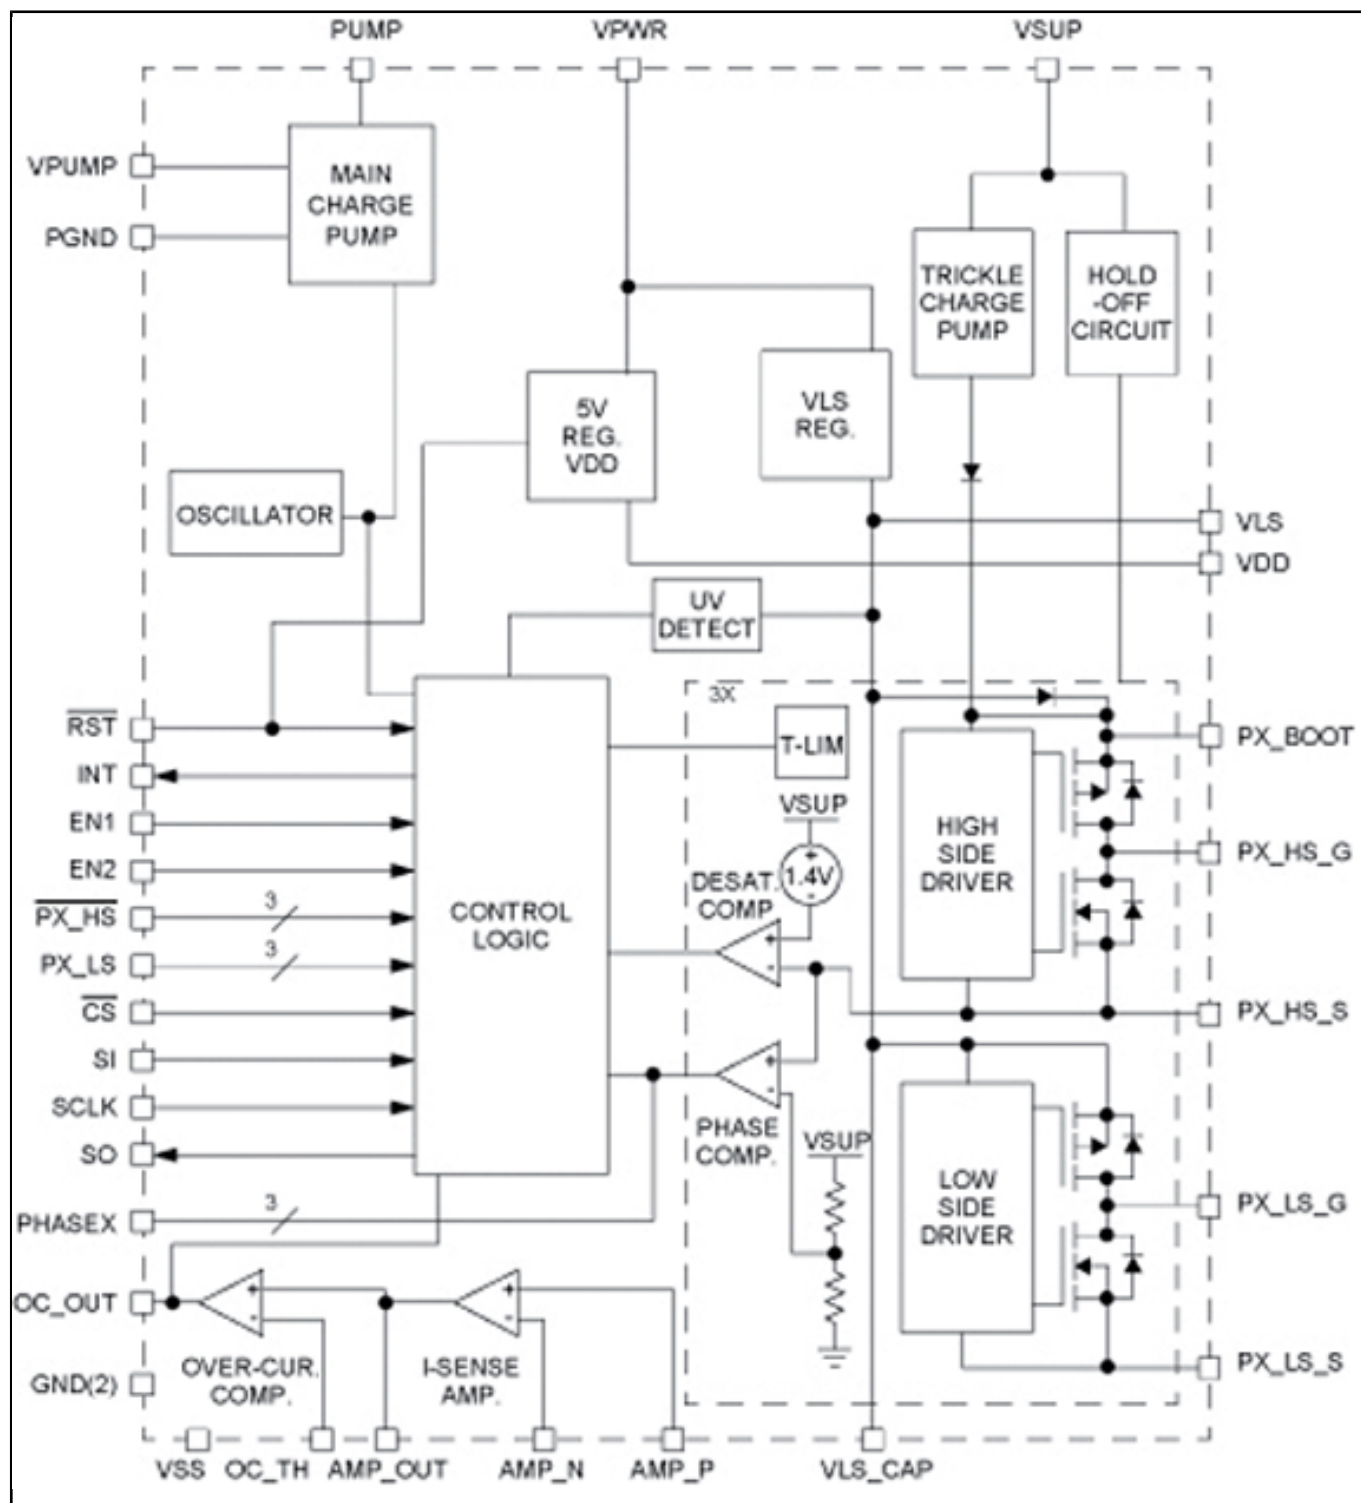 PUMP
VPWR
VSUP
VPUMP
PGND
MAIN
CHARGE
PUMP
TRICKLE
CHARGE
PUMP
HOLD
-OFF
CIRCUIT
5V
REG.
VDD
VLS
REG.
OSCILLATOR
VLS
VDD
UV
DETECT
3X
T-LIM
RST
INT
EN1
EN2
PX_HS
3
PX_LS
3
CS
SI
SCLK
SO
PHASEX
3
CONTROL
LOGIC
VSUP
+
1.4V
-
DESAT.
COMP.
+
-
HIGH
SIDE
DRIVER
PX_BOOT
PX_HS_G
PX_HS_S
+
-
PHASE
COMP.
VSUP
LOW
SIDE
DRIVER
PX_LS_G
PX_LS_S
OC_OUT
+
-
OVER-CUR.
COMP.
+
-
I-SENSE
AMP.
GND(2)
VSS
OC_TH
AMP_OUT
AMP_N
AMP_P
VLS_CAP